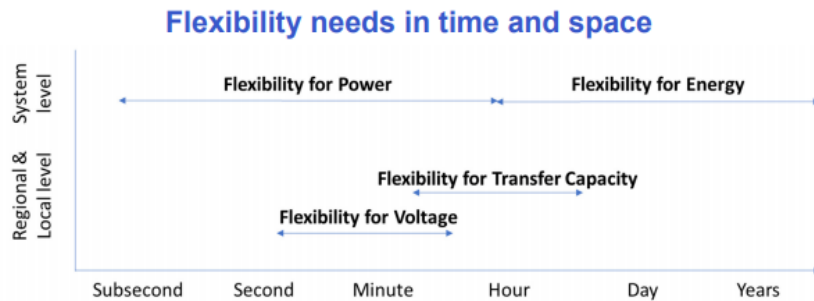 Flexibility needs in time and space
System
level
Flexibility for Power
Flexibility for Energy
Regional &
Local level
Flexibility for Transfer Capacity
Flexibility for Voltage
Subsecond
Second
Minute
Hour
Day
Years